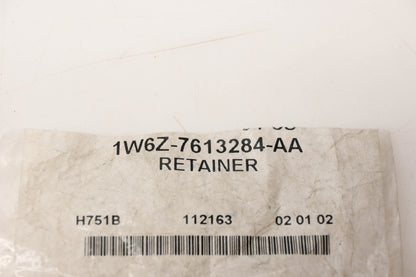 1W6Z-7613284-AA
RETAINER
H751B 112163 02 01 02